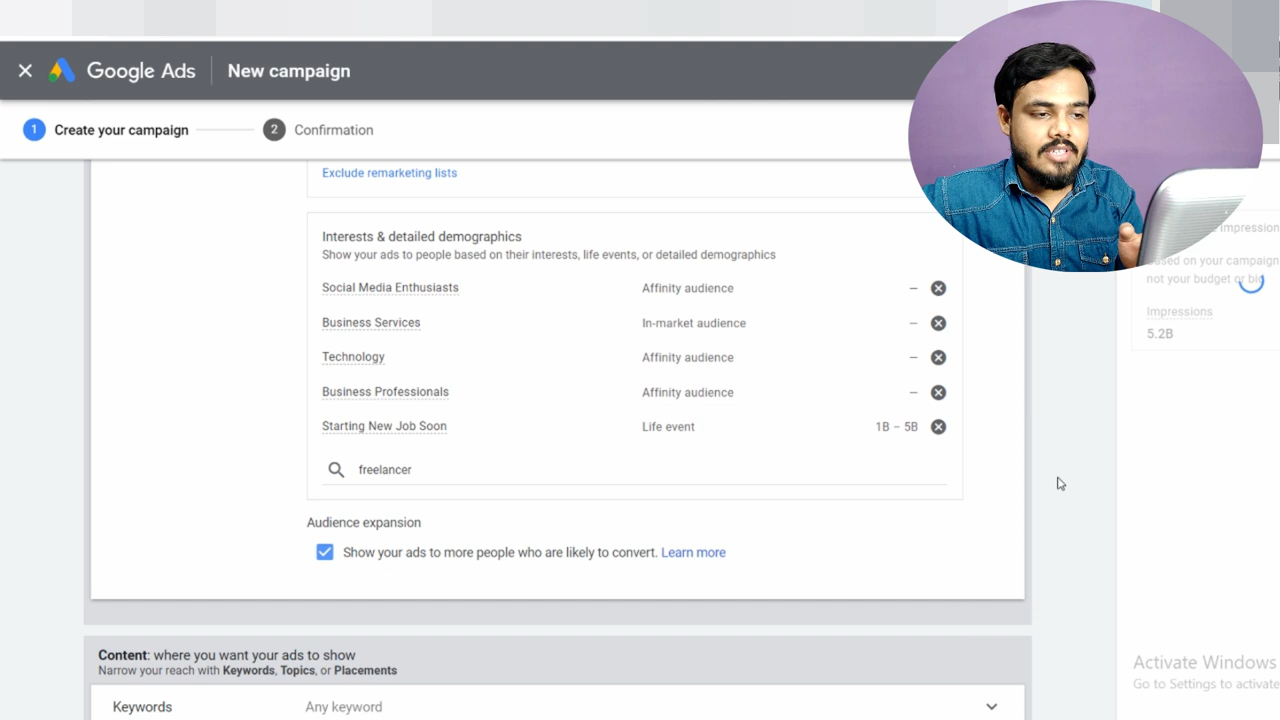 Google Ads New campaign
1 Create your campaign 2 Confirmation
Exclude remarketing lists
Interests & detailed demographics
Show your ads to people based on their interests, life events, or detailed demographics
Social Media Enthusiasts Affinity audience –
Business Services In-market audience –
Technology Affinity audience –
Business Professionals Affinity audience –
Starting New Job Soon Life event 1B – 5B
freelancer
Audience expansion
Show your ads to more people who are likely to convert. Learn more
Content: where you want your ads to show
Narrow your reach with Keywords, Topics, or Placements
Keywords Any keyword
Impression
on your campaign
not your budget or bid
Impressions
5.2B
Activate Windows
Go to Settings to activate